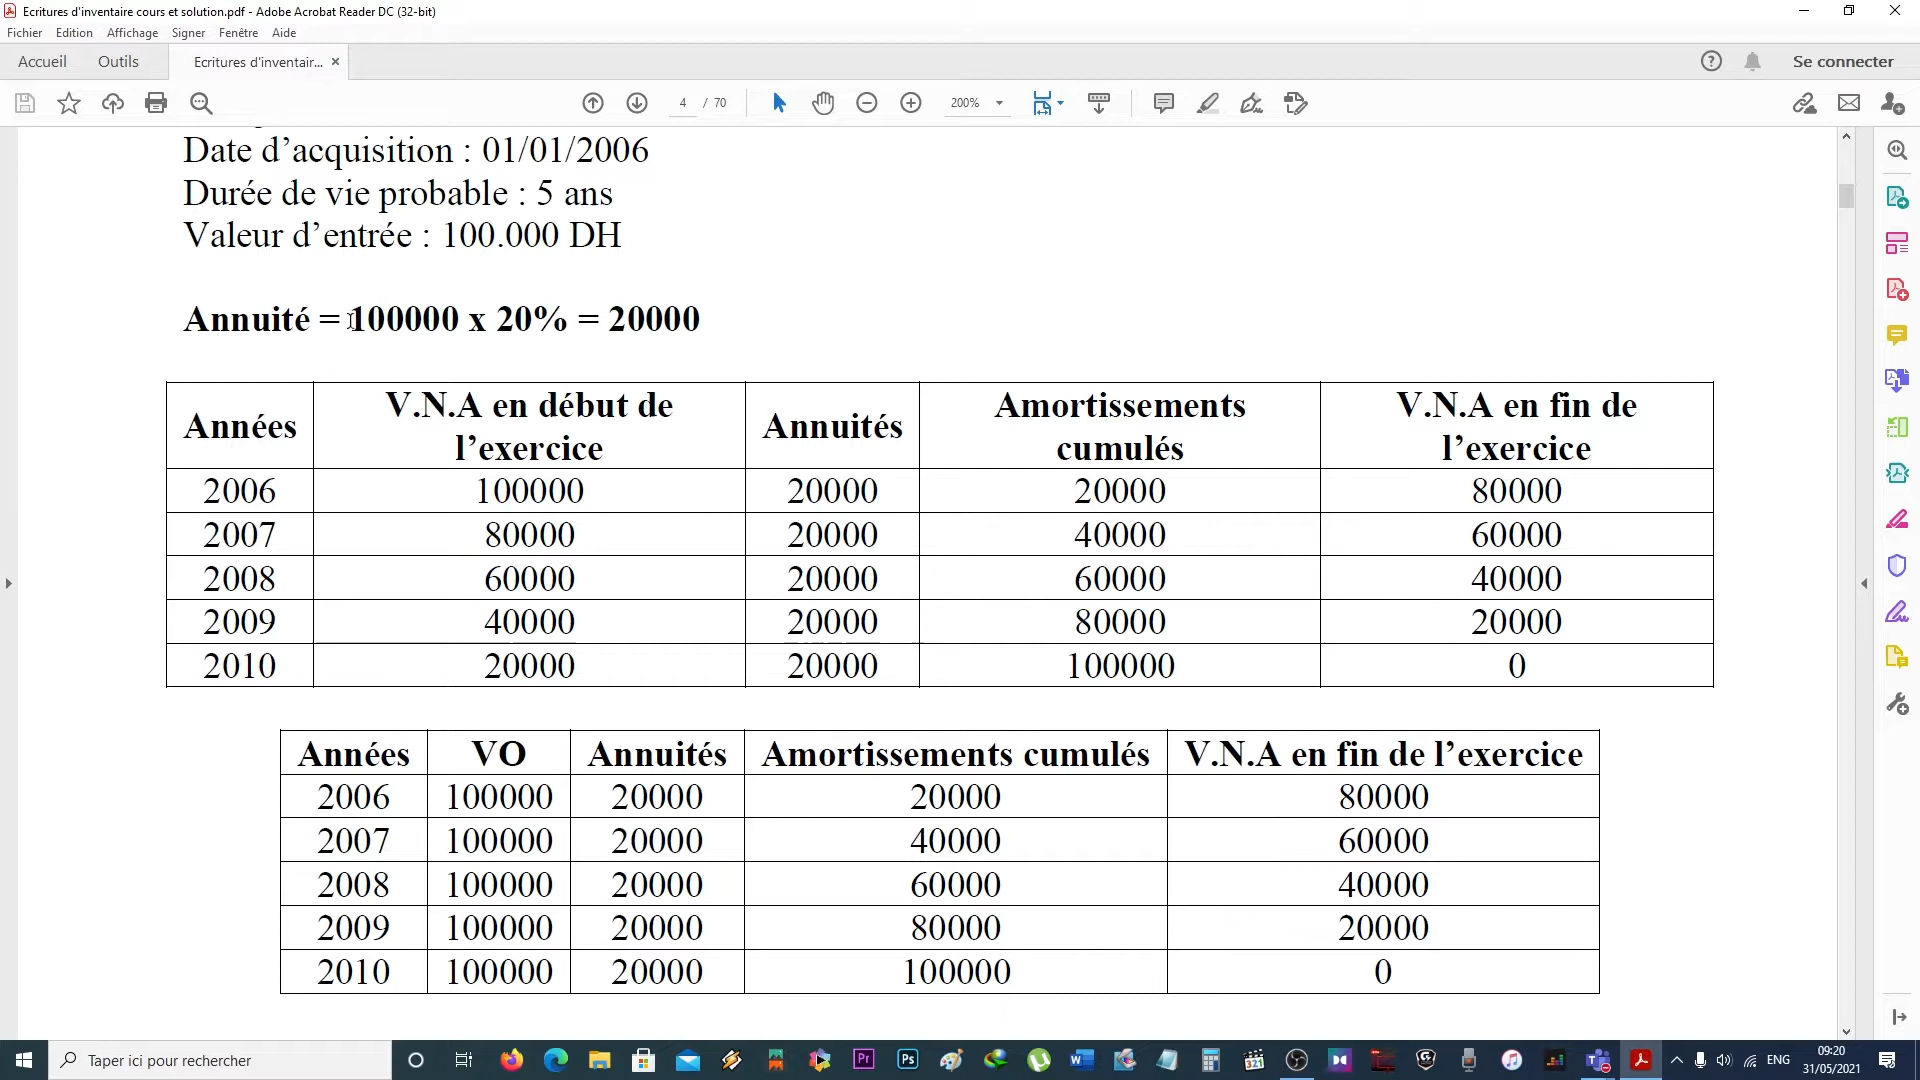 Ecritures d'inventaire cours et solution.pdf - Adobe Acrobat Reader DC (32-bit)
Fichier Edition Affichage Signer Fenêtre Aide
Accueil Outils Ecritures d'inventair... × Se connecter
4 / 70 200%
Date d’acquisition : 01/01/2006
Durée de vie probable : 5 ans
Valeur d’entrée : 100.000 DH
Annuité = 100000 x 20% = 20000
Années V.N.A en début de l’exercice Annuités Amortissements cumulés V.N.A en fin de l’exercice
2006 100000 20000 20000 80000
2007 80000 20000 40000 60000
2008 60000 20000 60000 40000
2009 40000 20000 80000 20000
2010 20000 20000 100000 0
Années VO Annuités Amortissements cumulés V.N.A en fin de l’exercice
2006 100000 20000 20000 80000
2007 100000 20000 40000 60000
2008 100000 20000 60000 40000
2009 100000 20000 80000 20000
2010 100000 20000 100000 0
Taper ici pour rechercher Pr Ps 321 ENG 09:20
31/05/2021